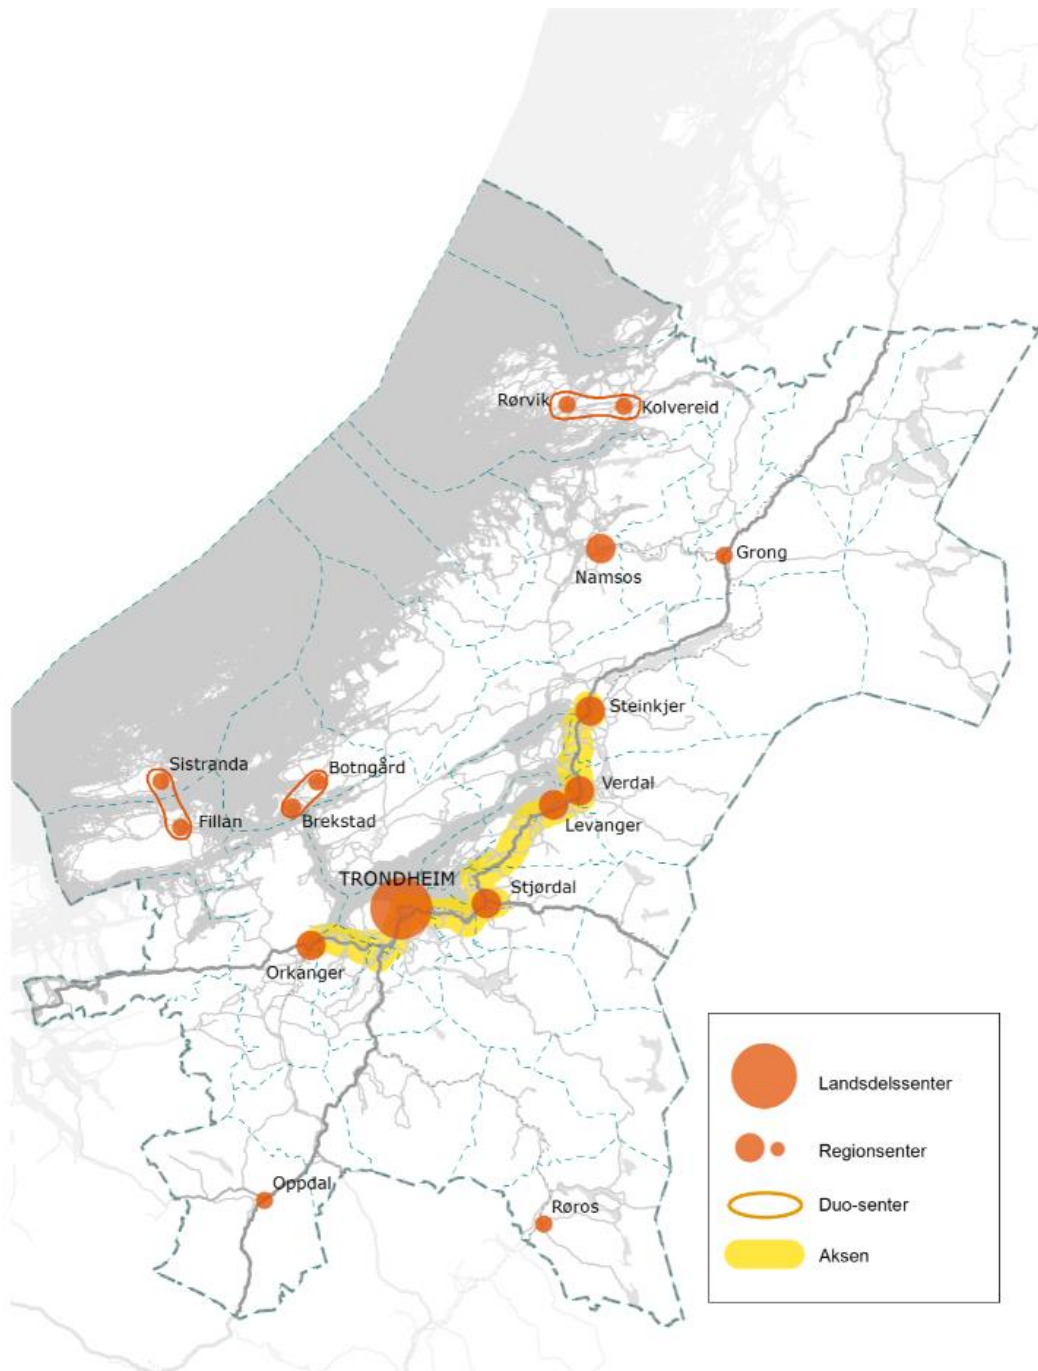 Rørvik
Kolvereid
Namsos
Grong
Steinkjer
Sistranda
Botngård
Verdal
Fillan
Brekstad
Levanger
TRONDHEIM
Stjørdal
Orkanger
Oppdal
Røros
Landsdelssenter
Regionsenter
Duo-senter
Aksen